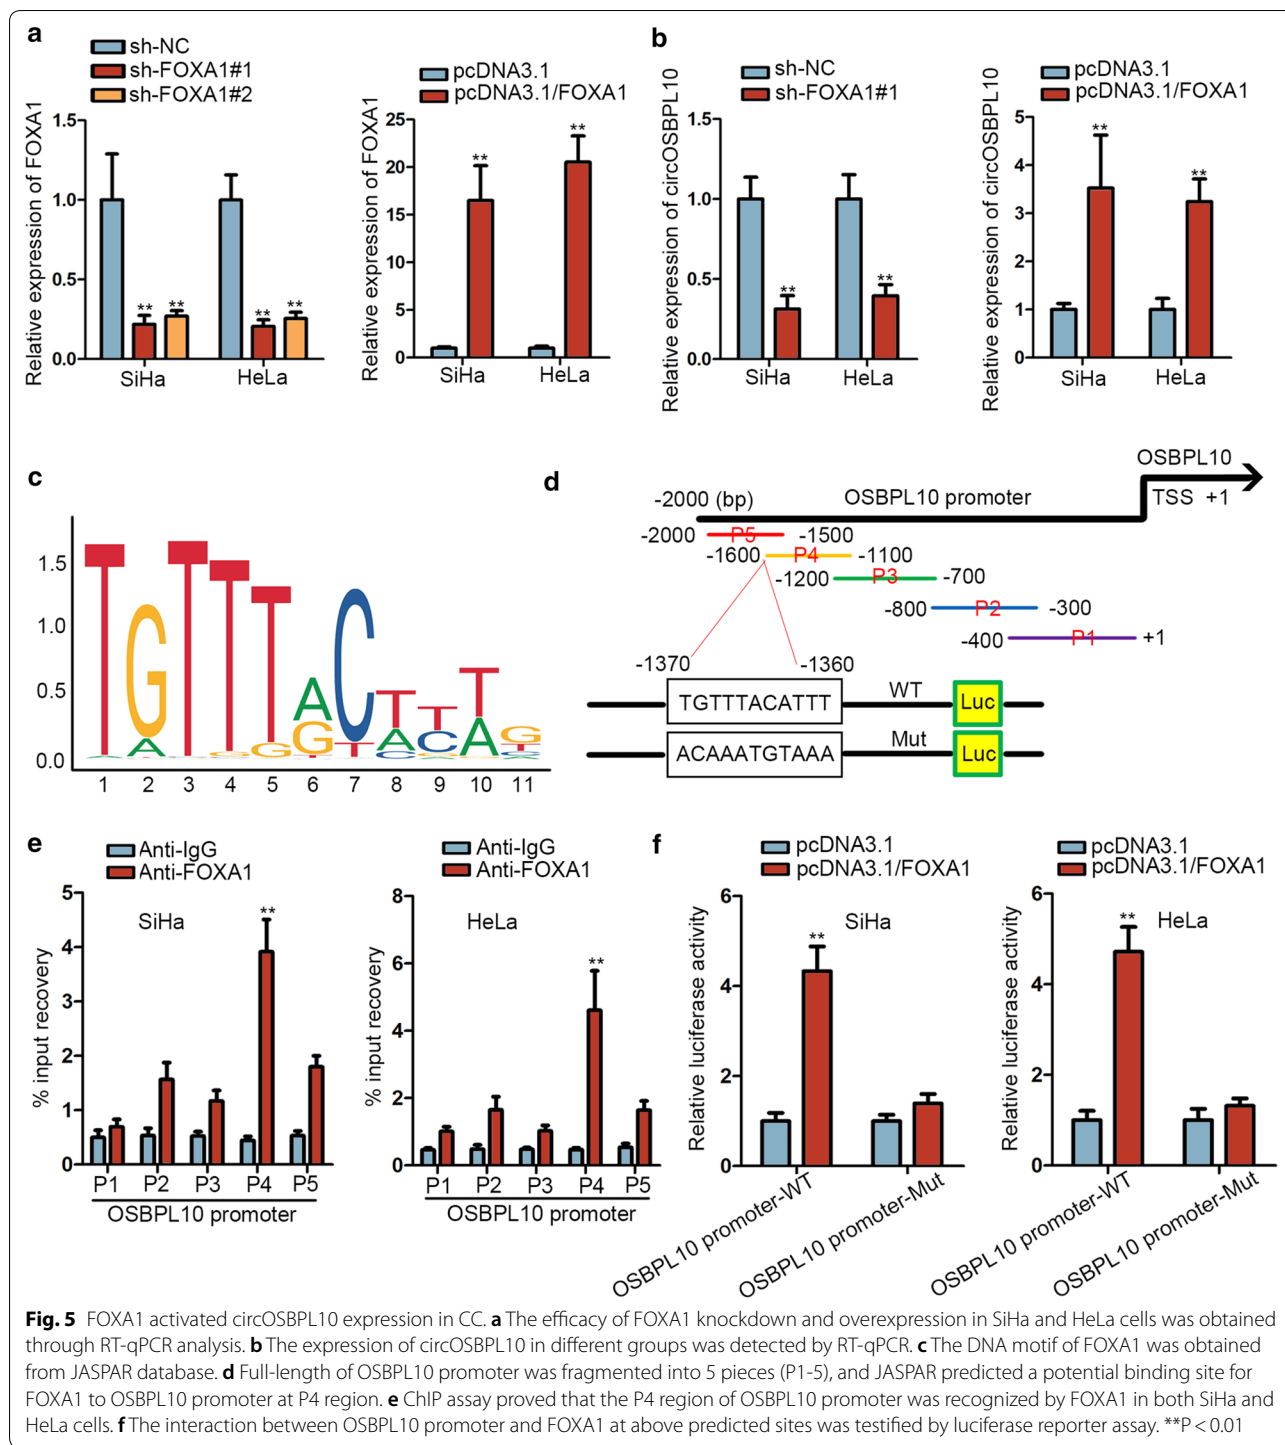 a
sh-NC
sh-FOXA1#1
sh-FOXA1#2
Relative expression of FOXA1
1.5
1.0
0.5
0.0
SiHa HeLa
pcDNA3.1
pcDNA3.1/FOXA1
Relative expression of FOXA1
25
20
15
10
5
0
** **
** **
** **
SiHa HeLa
b
sh-NC
sh-FOXA1#1
Relative expression of circOSBPL10
1.5
1.0
0.5
0.0
** **
SiHa HeLa
pcDNA3.1
pcDNA3.1/FOXA1
Relative expression of circOSBPL10
5
4
3
2
1
0
** **
SiHa HeLa
c
1.5
1.0
0.5
0.0
TGTTTACTTTG
1 2 3 4 5 6 7 8 9 10 11
d
OSBPL10
-2000 (bp) OSBPL10 promoter TSS +1
-2000 P5 -1500
-1600 P4 -1100
-1200 P3 -700
-800 P2 -300
-400 P1 +1
-1370 -1360
TGTTTACATTT WT Luc
ACAAATGTAAA Mut Luc
e
Anti-IgG
Anti-FOXA1
% input recovery
5
4
3
2
1
0
SiHa
**
P1 P2 P3 P4 P5
OSBPL10 promoter
Anti-IgG
Anti-FOXA1
% input recovery
8
6
4
2
0
HeLa
**
P1 P2 P3 P4 P5
OSBPL10 promoter
f
pcDNA3.1
pcDNA3.1/FOXA1
Relative luciferase activity
6
4
2
0
SiHa
**
OSBPL10 promoter-WT
OSBPL10 promoter-Mut
pcDNA3.1
pcDNA3.1/FOXA1
Relative luciferase activity
6
4
2
0
HeLa
**
OSBPL10 promoter-WT
OSBPL10 promoter-Mut
Fig. 5 FOXA1 activated circOSBPL10 expression in CC. a The efficacy of FOXA1 knockdown and overexpression in SiHa and HeLa cells was obtained
through RT-qPCR analysis. b The expression of circOSBPL10 in different groups was detected by RT-qPCR. c The DNA motif of FOXA1 was obtained
from JASPAR database. d Full-length of OSBPL10 promoter was fragmented into 5 pieces (P1-5), and JASPAR predicted a potential binding site for
FOXA1 to OSBPL10 promoter at P4 region. e ChIP assay proved that the P4 region of OSBPL10 promoter was recognized by FOXA1 in both SiHa and
HeLa cells. f The interaction between OSBPL10 promoter and FOXA1 at above predicted sites was testified by luciferase reporter assay. **P < 0.01